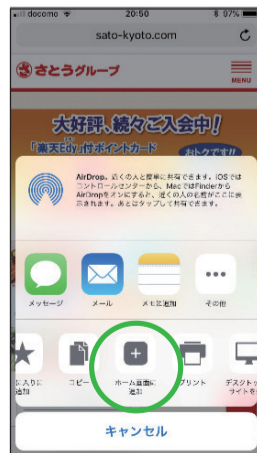 docomo 20:50 97%
sato-kyoto.com
さとうグループ
MENU
大好評、続々ご入会中!
「楽天Edy」付ポイントカード おトクです!!
AirDrop。近くの人と簡単に共有できます。iOSでは
コントロールセンターから、MacではFinderから
AirDropをオンにすると、近くの人の名前がここに表
示されます。あとはタップして共有できます。
メッセージ メール メモに追加 その他
に入りに
追加
コピー
ホーム画面に
追加
プリント
デスクトッ
サイトを
キャンセル